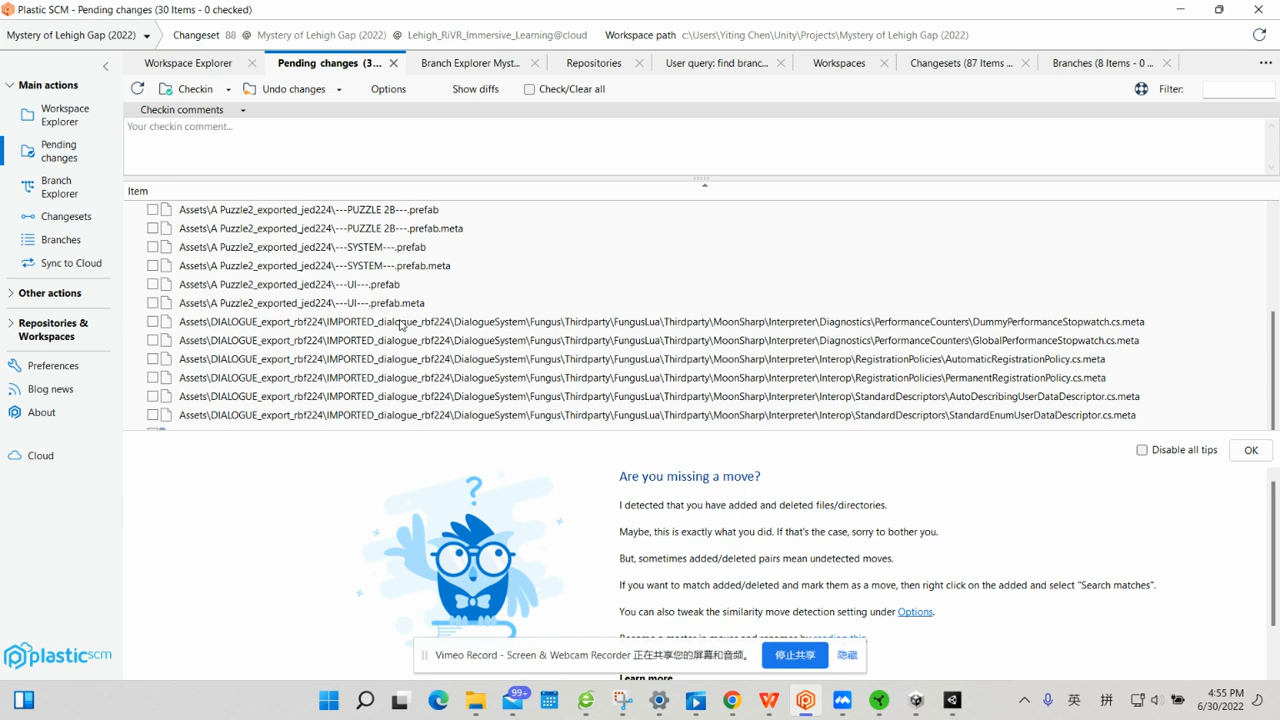 Plastic SCM - Pending changes (30 Items - 0 checked)
Mystery of Lehigh Gap (2022) Changeset 88 @ Mystery of Lehigh Gap (2022) @ Lehigh_RiVR_Immersive_Learning@cloud Workspace path c:\Users\Yiting Chen\Unity\Projects\Mystery of Lehigh Gap (2022)
Workspace Explorer Pending changes (3... Branch Explorer Myst... Repositories User query: find branc... Workspaces Changesets (87 Items ... Branches (8 Items - 0 ...
Main actions
Workspace Explorer
Pending changes
Branch Explorer
Changesets
Branches
Sync to Cloud
Other actions
Repositories & Workspaces
Preferences
Blog news
About
Cloud
plasticscm
Checkin Undo changes Options Show diffs Check/Clear all Filter:
Checkin comments
Your checkin comment...
Item
Assets\A Puzzle2_exported_jed224\---PUZZLE 2B---.prefab
Assets\A Puzzle2_exported_jed224\---PUZZLE 2B---.prefab.meta
Assets\A Puzzle2_exported_jed224\---SYSTEM---.prefab
Assets\A Puzzle2_exported_jed224\---SYSTEM---.prefab.meta
Assets\A Puzzle2_exported_jed224\---UI---.prefab
Assets\A Puzzle2_exported_jed224\---UI---.prefab.meta
Assets\DIALOGUE_export_rbf224\IMPORTED_dialogue_rbf224\DialogueSystem\Fungus\Thirdparty\FungusLua\Thirdparty\MoonSharp\Interpreter\Diagnostics\PerformanceCounters\DummyPerformanceStopwatch.cs.meta
Assets\DIALOGUE_export_rbf224\IMPORTED_dialogue_rbf224\DialogueSystem\Fungus\Thirdparty\FungusLua\Thirdparty\MoonSharp\Interpreter\Diagnostics\PerformanceCounters\GlobalPerformanceStopwatch.cs.meta
Assets\DIALOGUE_export_rbf224\IMPORTED_dialogue_rbf224\DialogueSystem\Fungus\Thirdparty\FungusLua\Thirdparty\MoonSharp\Interpreter\Interop\RegistrationPolicies\AutomaticRegistrationPolicy.cs.meta
Assets\DIALOGUE_export_rbf224\IMPORTED_dialogue_rbf224\DialogueSystem\Fungus\Thirdparty\FungusLua\Thirdparty\MoonSharp\Interpreter\Interop\RegistrationPolicies\PermanentRegistrationPolicy.cs.meta
Assets\DIALOGUE_export_rbf224\IMPORTED_dialogue_rbf224\DialogueSystem\Fungus\Thirdparty\FungusLua\Thirdparty\MoonSharp\Interpreter\Interop\StandardDescriptors\AutoDescribingUserDataDescriptor.cs.meta
Assets\DIALOGUE_export_rbf224\IMPORTED_dialogue_rbf224\DialogueSystem\Fungus\Thirdparty\FungusLua\Thirdparty\MoonSharp\Interpreter\Interop\StandardDescriptors\StandardEnumUserDataDescriptor.cs.meta
Disable all tips OK
Are you missing a move?
I detected that you have added and deleted files/directories.
Maybe, this is exactly what you did. If that's the case, sorry to bother you.
But, sometimes added/deleted pairs mean undetected moves.
If you want to match added/deleted and mark them as a move, then right click on the added and select "Search matches".
You can also tweak the similarity move detection setting under Options.
Vimeo Record - Screen & Webcam Recorder 正在共享您的屏幕和音频。 停止共享 隐藏
Learn more
99+ 英 拼 4:55 PM
6/30/2022